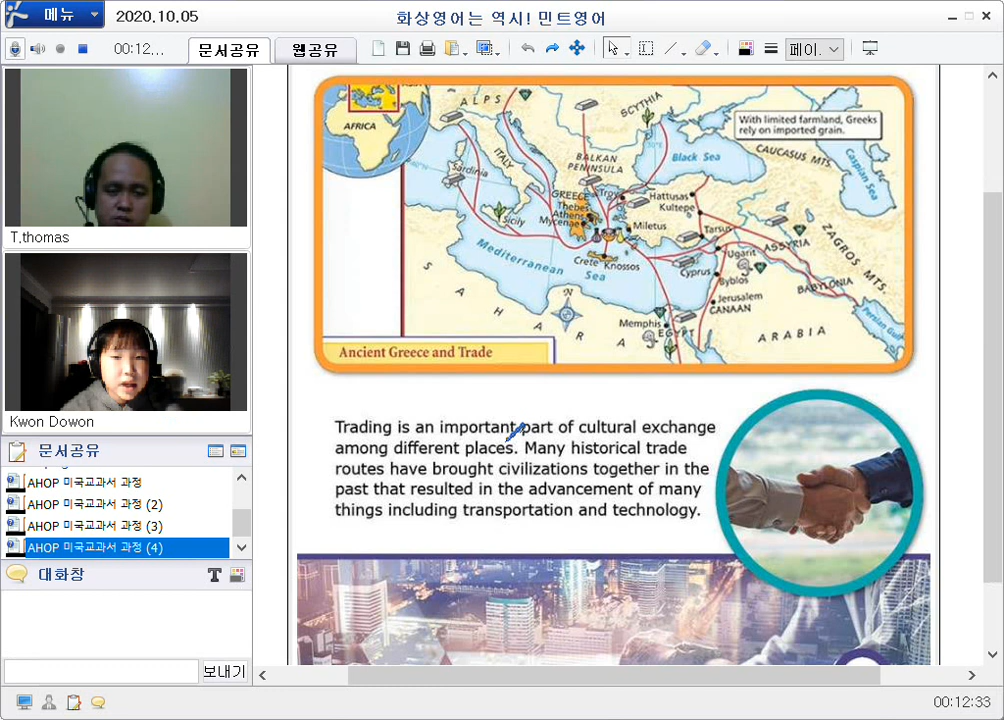 메뉴
2020.10.05
화상영어는 역시! 민트영어
00:12...
문서공유
웹공유
페이.
T.thomas
Kwon Dowon
문서공유
AHOP 미국교과서 과정
AHOP 미국교과서 과정 (2)
AHOP 미국교과서 과정 (3)
AHOP 미국교과서 과정 (4)
대화창
보내기
AFRICA
ALPS
SCYTHIA
With limited farmland, Greeks
rely on imported grain.
ITALY
BALKAN
PENINSULA
Black Sea
CAUCASUS MTS.
Caspian Sea
Sardinia
GREECE
Troy
Hattusas
Kultepe
Thebes
Athens
Mycenae
Sicily
Miletus
Tarsus
ASSYRIA
ZAGROS MTS.
Mediterranean
Sea
Crete
Knossos
Ugarit
Cyprus
Byblos
BABYLONIA
Jerusalem
CANAAN
SAHARA
N
Memphis
EGYPT
ARABIA
Persian Gulf
Ancient Greece and Trade
Trading is an important part of cultural exchange
among different places. Many historical trade
routes have brought civilizations together in the
past that resulted in the advancement of many
things including transportation and technology.
00:12:33